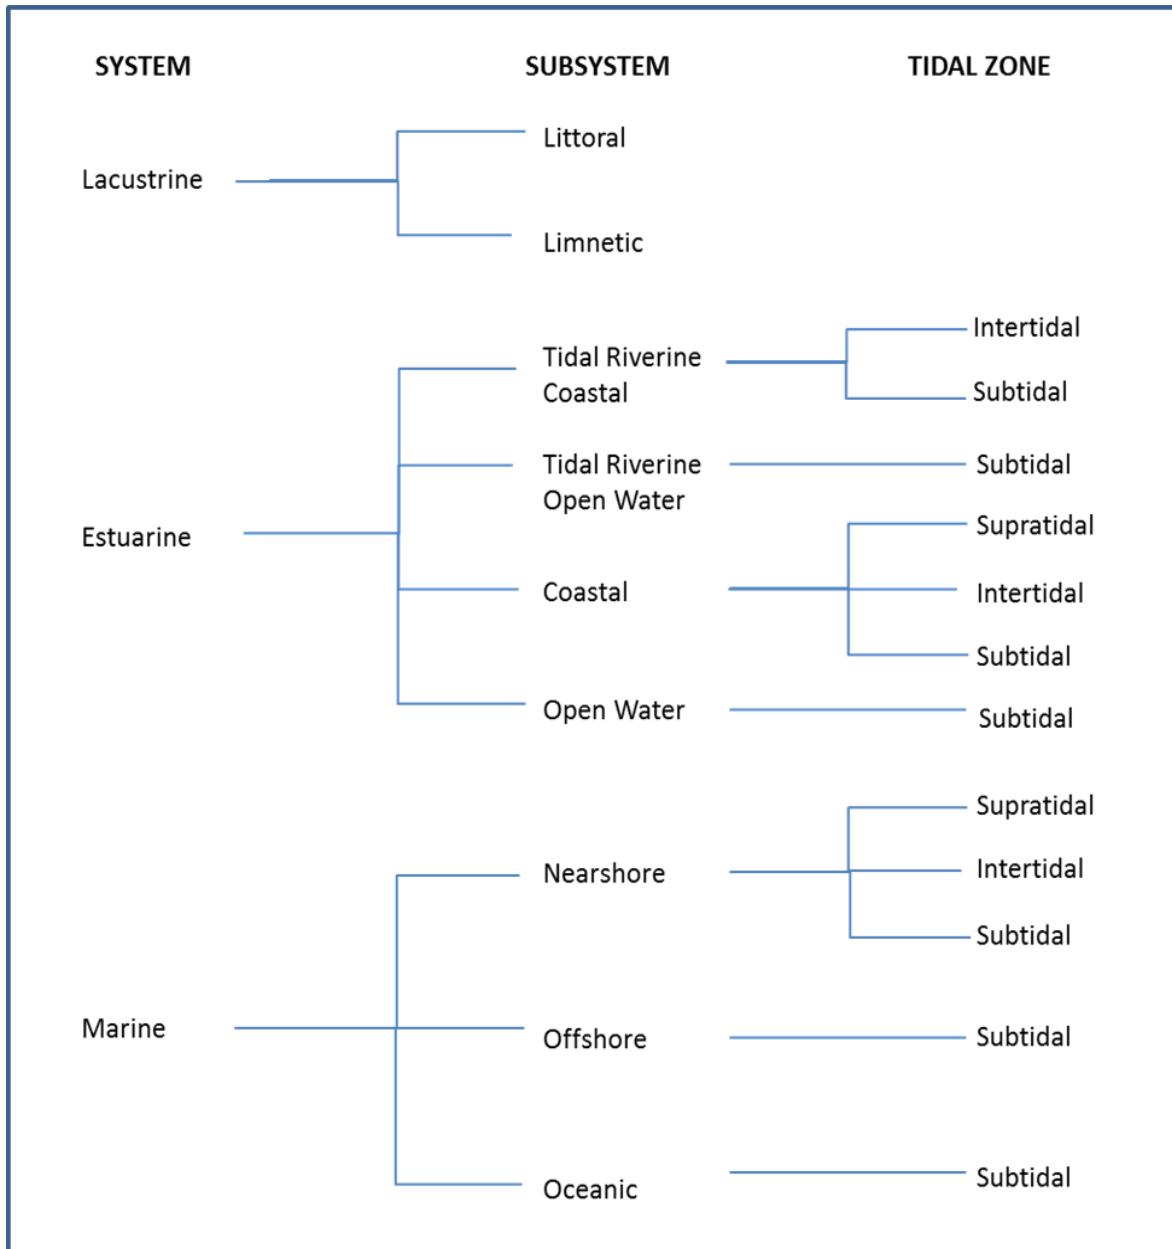 SYSTEM SUBSYSTEM TIDAL ZONE
Littoral
Lacustrine
Limnetic
Intertidal
Tidal Riverine
Coastal
Subtidal
Tidal Riverine
Open Water
Subtidal
Supratidal
Estuarine
Coastal
Intertidal
Subtidal
Open Water
Subtidal
Supratidal
Nearshore
Intertidal
Subtidal
Marine
Offshore
Subtidal
Oceanic
Subtidal